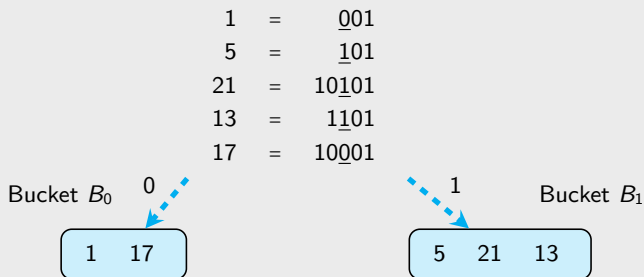 1 = 001
5 = 101
21 = 10101
13 = 1101
17 = 10001
Bucket B₀ 0 1 Bucket B₁
1 17 5 21 13